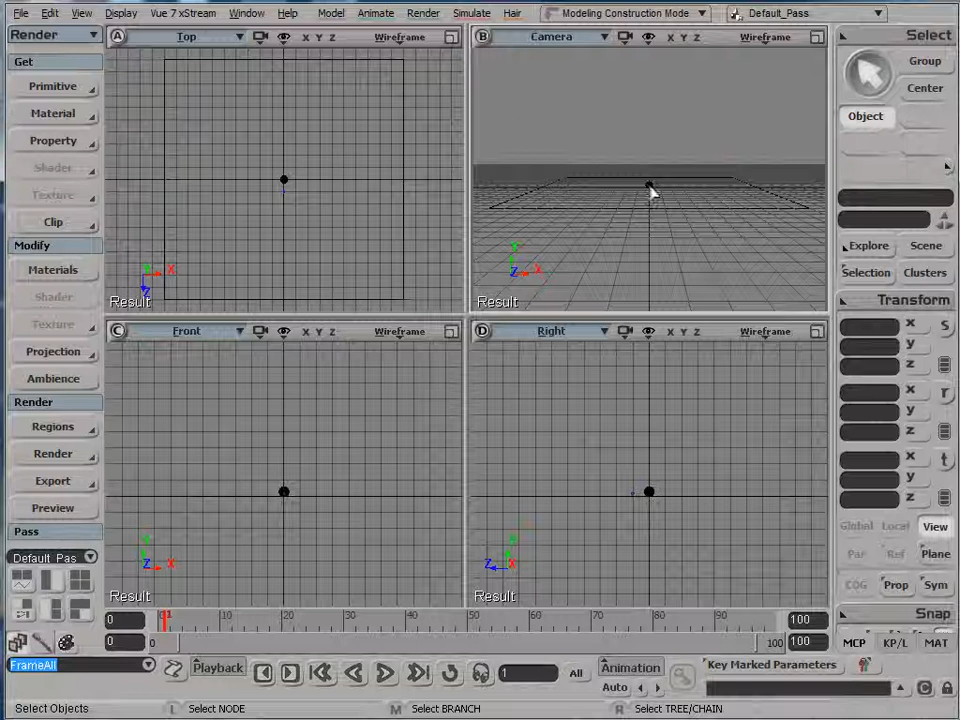 File Edit View Display Vue 7 xStream Window Help Model Animate Render Simulate Hair Modeling Construction Mode Default_Pass
Render
Get
Primitive
Material
Property
Shader
Texture
Clip
Modify
Materials
Shader
Texture
Projection
Ambience
Render
Regions
Render
Export
Preview
Pass
Default_Pas
FrameAll
A Top X Y Z Wireframe
X
Z
Result
B Camera X Y Z Wireframe
Y
Z X
Result
C Front X Y Z Wireframe
Y
Z X
Result
D Right X Y Z Wireframe
Y
Z X
Result
0 1 10 20 30 40 50 60 70 80 90 100
0 0 100 100
Playback 1 All Animation
Auto
Key Marked Parameters
Select Objects L Select NODE M Select BRANCH R Select TREE/CHAIN
Select
Group
Center
Object
Explore Scene
Selection Clusters
Transform
x s
y
z
x r
y
z
x t
y
z
Global Local View
Par Ref Plane
COG Prop Sym
Snap
MCP KP/L MAT